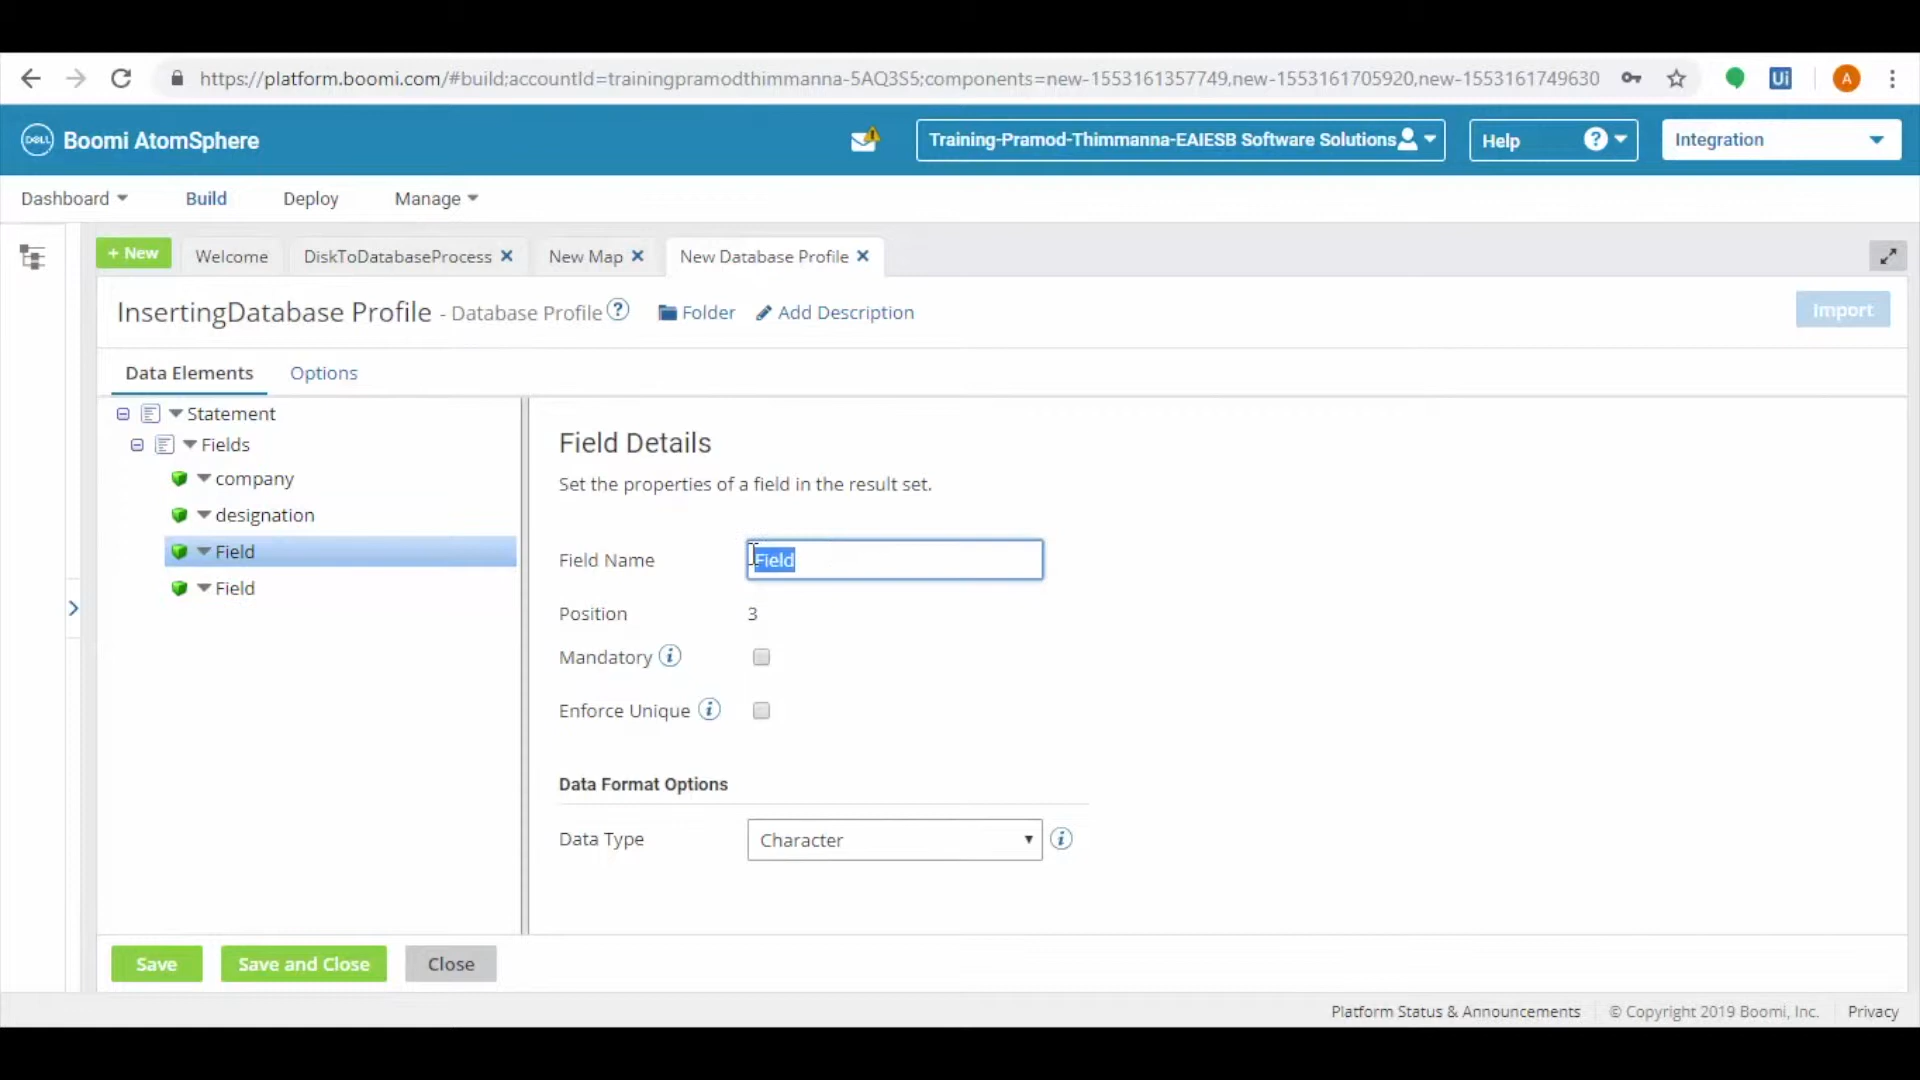 https://platform.boomi.com/#build;accountId=trainingpramodthimmanna-5AQ3S5;components=new-1553161357749,new-1553161705920,new-1553161749630
Ui
A
DELL
Boomi AtomSphere
Training-Pramod-Thimmanna-EAIESB Software Solutions
Help
?
Integration
Dashboard
Build
Deploy
Manage
+ New
Welcome
DiskToDatabaseProcess
New Map
New Database Profile
InsertingDatabase Profile - Database Profile ?
Folder
Add Description
Import
Data Elements
Options
Statement
Fields
company
designation
Field
Field
Field Details
Set the properties of a field in the result set.
Field Name
Field
Position
3
Mandatory i
Enforce Unique i
Data Format Options
Data Type
Character
i
Save
Save and Close
Close
Platform Status & Announcements
© Copyright 2019 Boomi, Inc.
Privacy